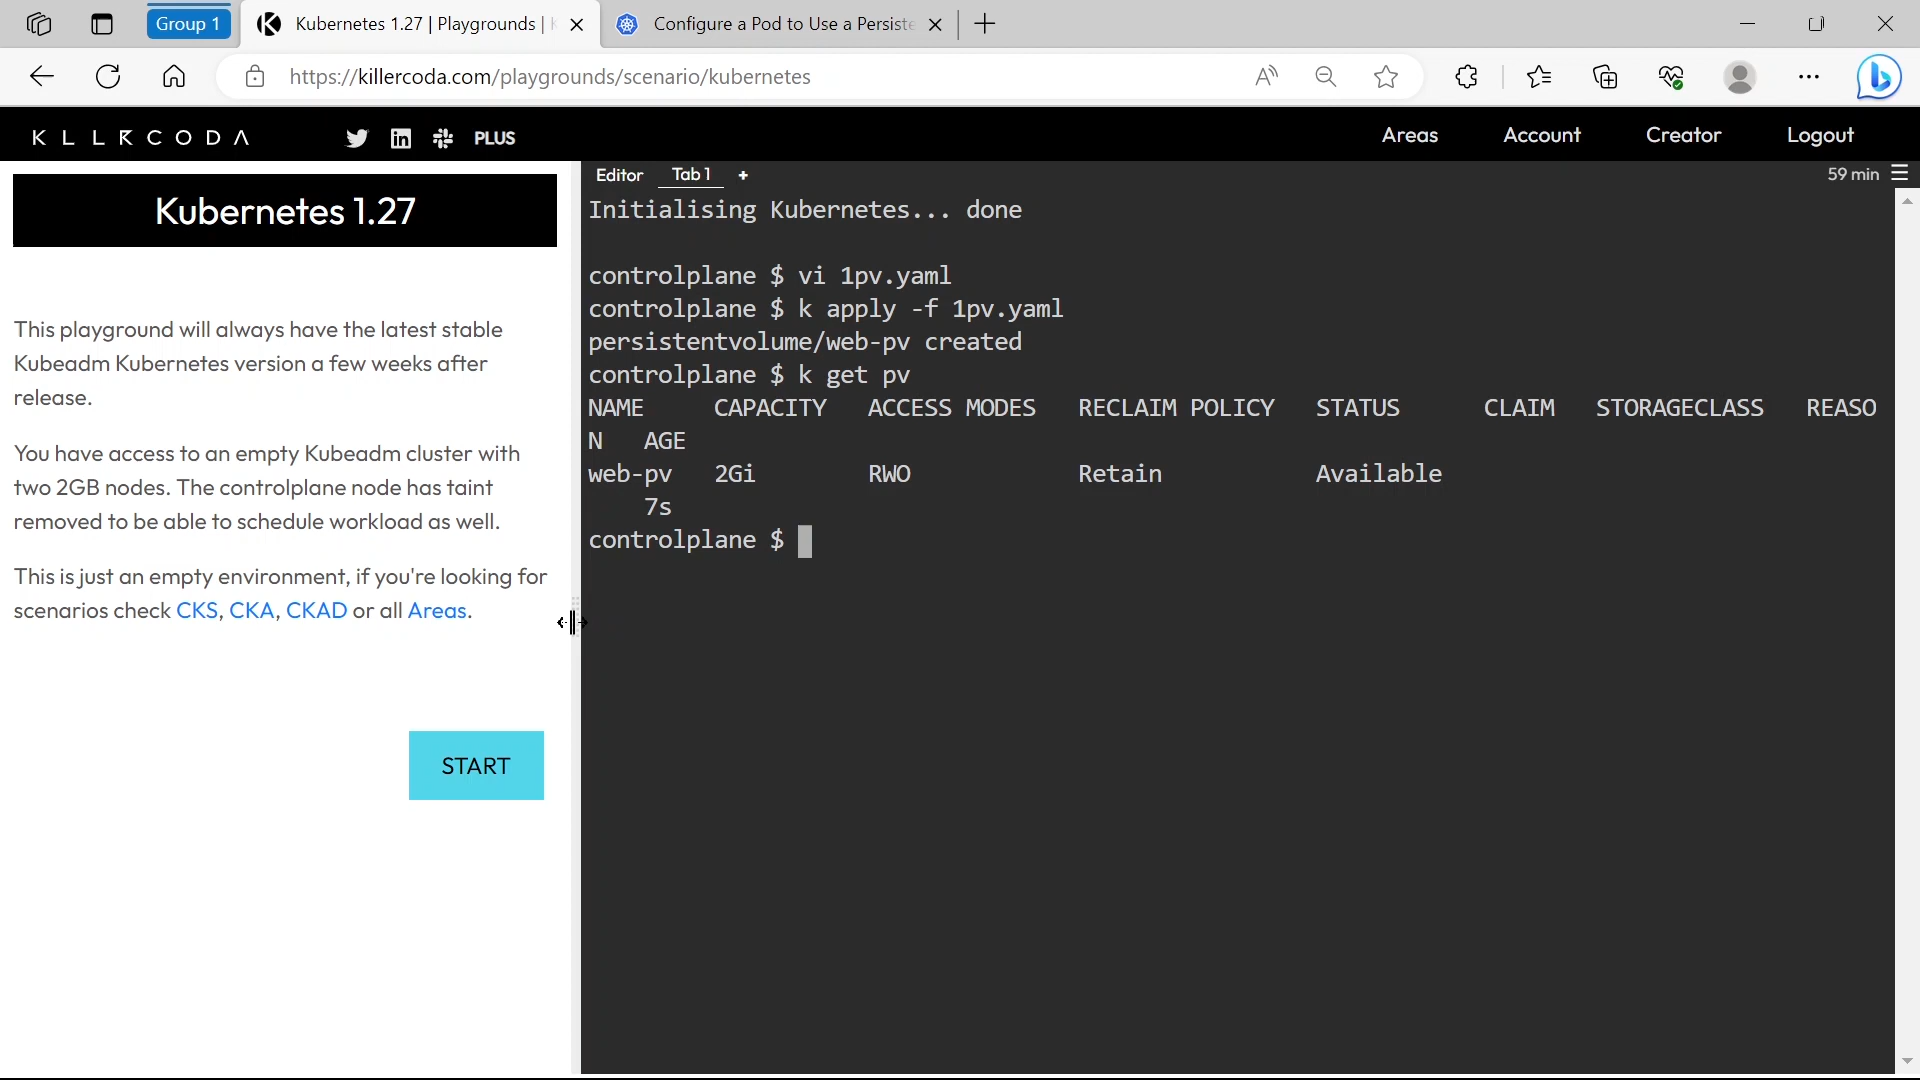 Group 1
Kubernetes 1.27 | Playgrounds |
Configure a Pod to Use a Persiste
https://killercoda.com/playgrounds/scenario/kubernetes
KLLRCODA
PLUS
Areas
Account
Creator
Logout
Kubernetes 1.27
This playground will always have the latest stable
Kubeadm Kubernetes version a few weeks after
release.
You have access to an empty Kubeadm cluster with
two 2GB nodes. The controlplane node has taint
removed to be able to schedule workload as well.
This is just an empty environment, if you're looking for
scenarios check CKS, CKA, CKAD or all Areas.
START
Editor
Tab 1
+
59 min
Initialising Kubernetes... done
controlplane $ vi 1pv.yaml
controlplane $ k apply -f 1pv.yaml
persistentvolume/web-pv created
controlplane $ k get pv
NAME CAPACITY ACCESS MODES RECLAIM POLICY STATUS CLAIM STORAGECLASS REASO
N AGE
web-pv 2Gi RWO Retain Available
7s
controlplane $